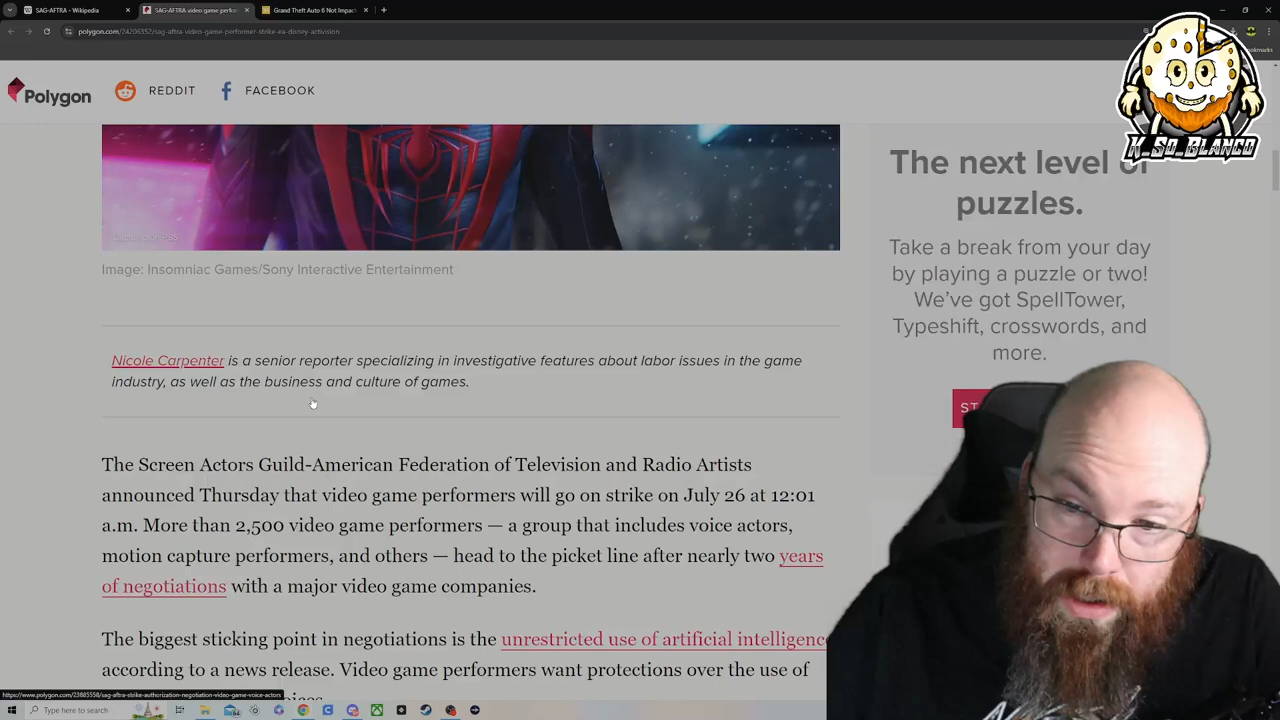 SAG-AFTRA - Wikipedia
SAG-AFTRA video game perfo
Grand Theft Auto 6 Not Impac
polygon.com/24206352/sag-aftra-video-game-performer-strike-ea-disney-activision
Polygon
REDDIT
FACEBOOK
K_So_Blanco
The next level of
puzzles.
Take a break from your day
by playing a puzzle or two!
We've got SpellTower,
Typeshift, crosswords, and
more.
ST
Image: Insomniac Games/Sony Interactive Entertainment
Nicole Carpenter is a senior reporter specializing in investigative features about labor issues in the game
industry, as well as the business and culture of games.
The Screen Actors Guild-American Federation of Television and Radio Artists
announced Thursday that video game performers will go on strike on July 26 at 12:01
a.m. More than 2,500 video game performers — a group that includes voice actors,
motion capture performers, and others — head to the picket line after nearly two years
of negotiations with a major video game companies.
The biggest sticking point in negotiations is the unrestricted use of artificial intelligence
according to a news release. Video game performers want protections over the use of
https://www.polygon.com/23885558/sag-aftra-strike-authorization-negotiation-video-game-voice-actors
Type here to search